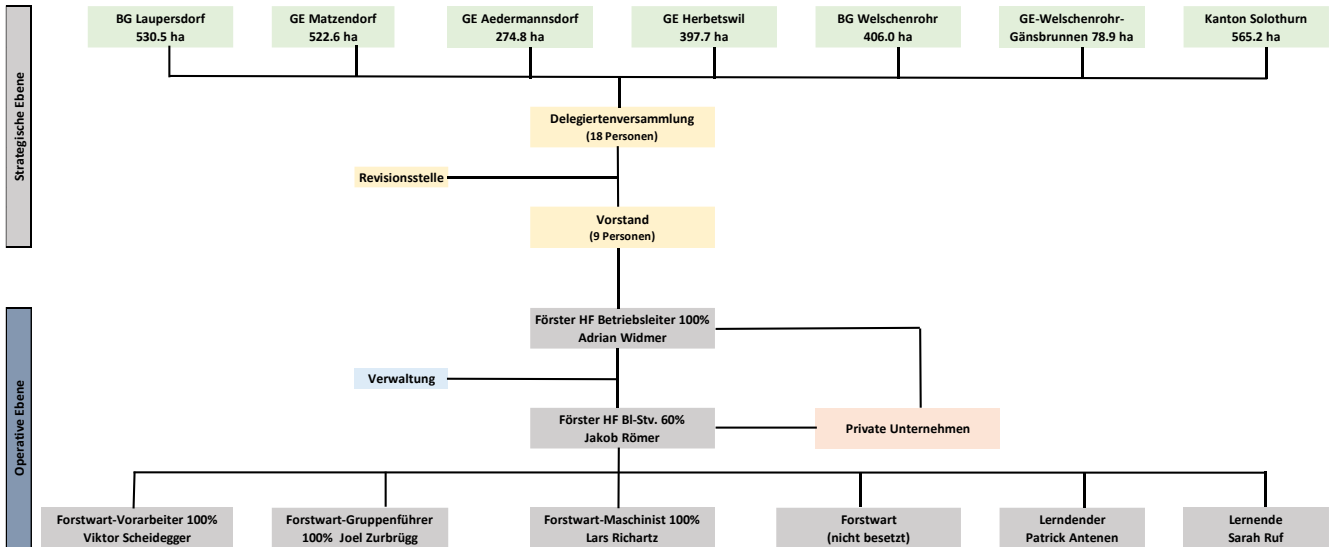 Strategische Ebene
BG Laupersdorf
530.5 ha
GE Matzendorf
522.6 ha
GE Aedermannsdorf
274.8 ha
GE Herbetswil
397.7 ha
BG Welschenrohr
406.0 ha
GE-Welschenrohr-
Gänsbrunnen 78.9 ha
Kanton Solothurn
565.2 ha
Delegiertenversammlung
(18 Personen)
Revisionsstelle
Vorstand
(9 Personen)
Operative Ebene
Förster HF Betriebsleiter 100%
Adrian Widmer
Verwaltung
Förster HF Bl-Stv. 60%
Jakob Römer
Private Unternehmen
Forstwart-Vorarbeiter 100%
Viktor Scheidegger
Forstwart-Gruppenführer
100% Joel Zurbrügg
Forstwart-Maschinist 100%
Lars Richartz
Forstwart
(nicht besetzt)
Lerndender
Patrick Antenen
Lernende
Sarah Ruf